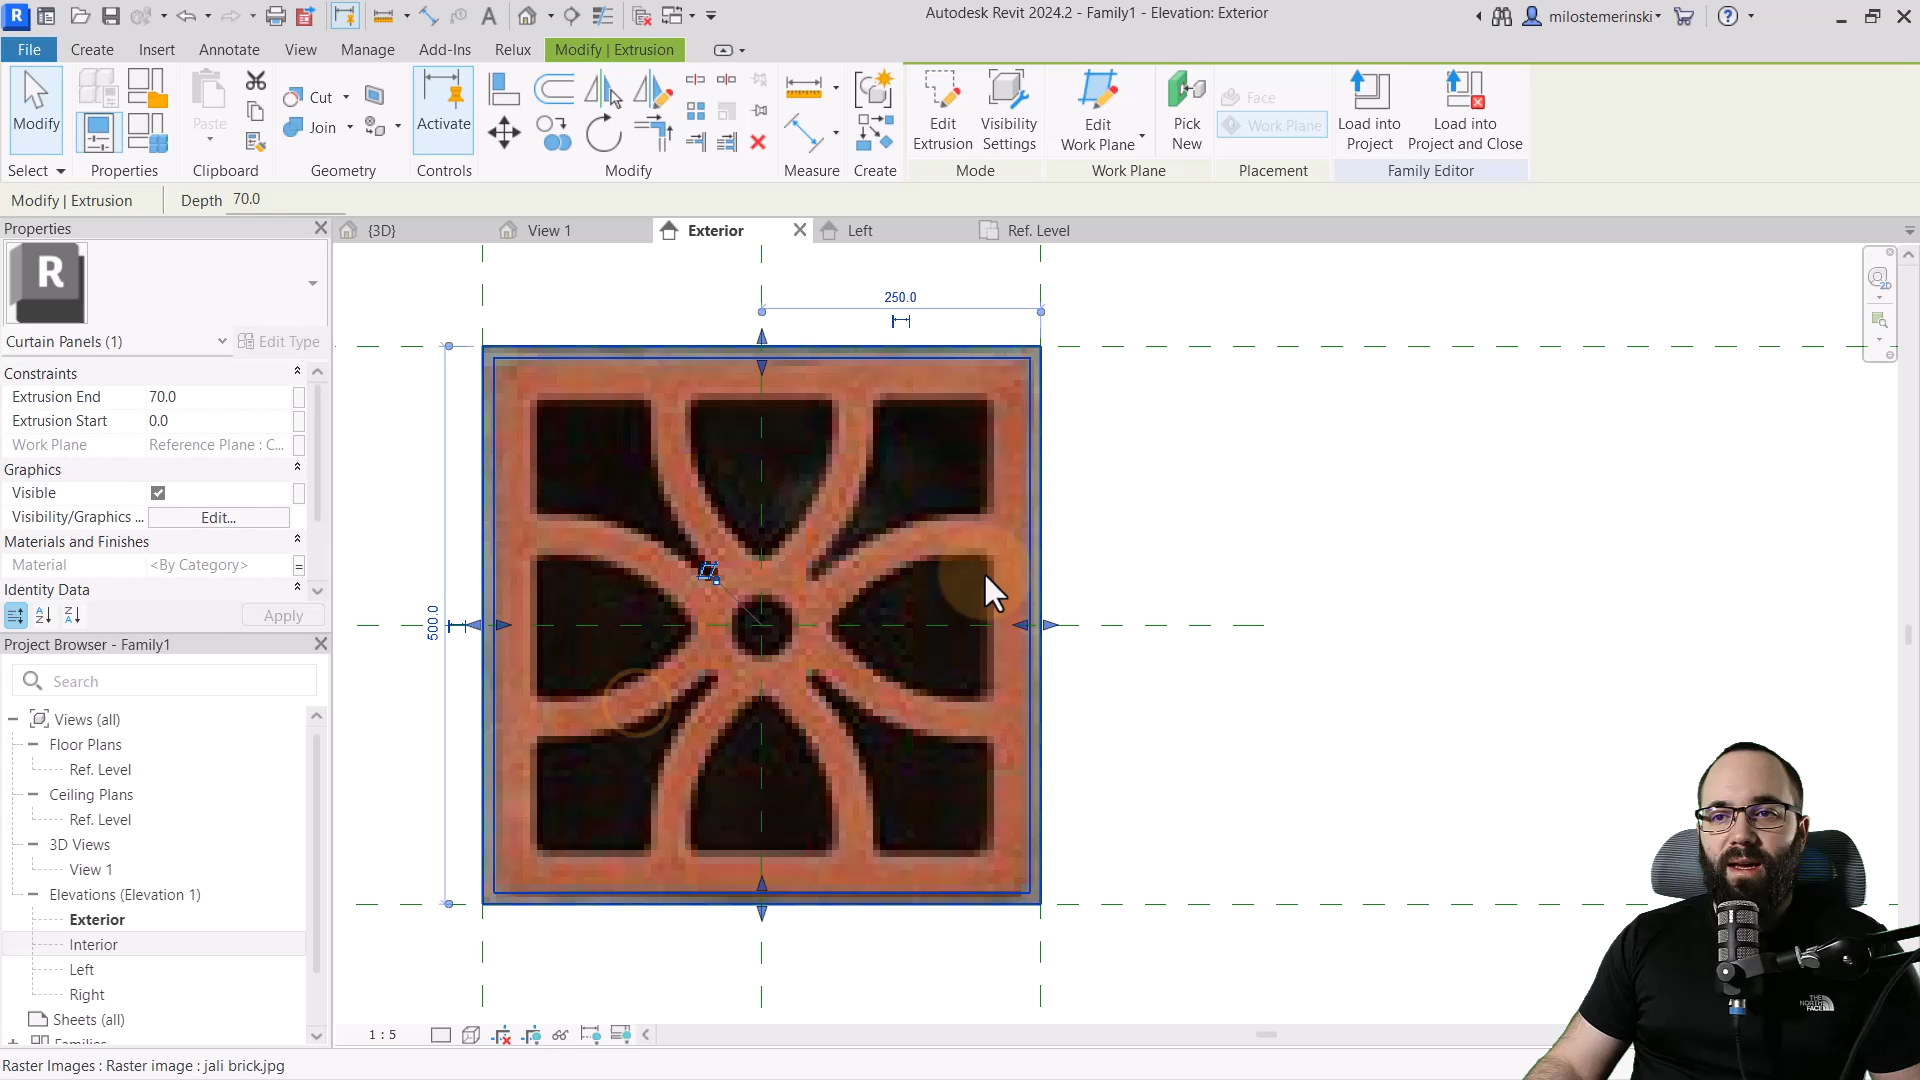 Autodesk Revit 2024.2 - Family1 - Elevation: Exterior
milostemerinski
File Create Insert Annotate View Manage Add-Ins Relux Modify | Extrusion
Modify
Paste
Cut
Join
Activate
Edit Extrusion
Visibility Settings
Edit Work Plane
Pick New
Face
Work Plane
Load into Project
Load into Project and Close
Select Properties Clipboard Geometry Controls Modify Measure Create Mode Work Plane Placement Family Editor
Modify | Extrusion Depth 70.0
Properties
{3D} View 1 Exterior Left Ref. Level
R
Curtain Panels (1) Edit Type
Constraints
Extrusion End 70.0
Extrusion Start 0.0
Work Plane Reference Plane : C...
Graphics
Visible
Visibility/Graphics ... Edit...
Materials and Finishes
Material <By Category> =
Identity Data
Apply
250.0
500.0
Project Browser - Family1
Search
Views (all)
Floor Plans
Ref. Level
Ceiling Plans
Ref. Level
3D Views
View 1
Elevations (Elevation 1)
Exterior
Interior
Left
Right
Sheets (all)
Families
1 : 5
Raster Images : Raster image : jali brick.jpg
THE NORTH FACE